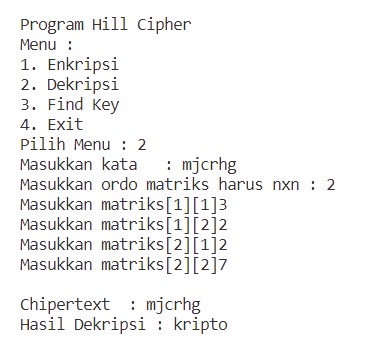 Program Hill Cipher
Menu :
1. Enkripsi
2. Dekripsi
3. Find Key
4. Exit
Pilih Menu : 2
Masukkan kata   : mjcrhg
Masukkan ordo matriks harus nxn : 2
Masukkan matriks[1][1]3
Masukkan matriks[1][2]2
Masukkan matriks[2][1]2
Masukkan matriks[2][2]7

Chipertext  : mjcrhg
Hasil Dekripsi : kripto